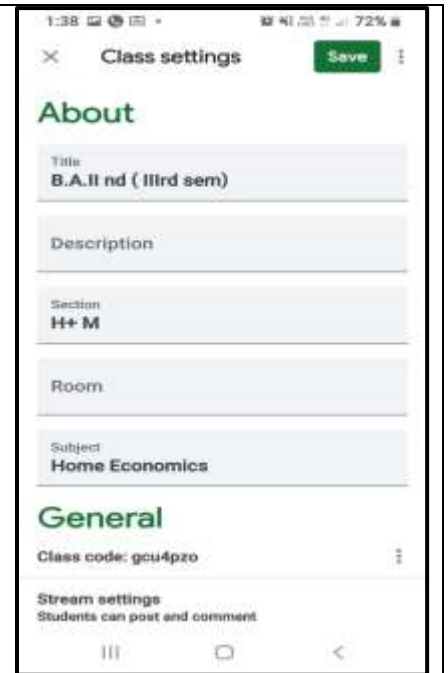 1:38
72%
Class settings
Save
About
Title
B.A.II nd ( IIIrd sem)
Description
Section
H+ M
Room
Subject
Home Economics
General
Class code: gcu4pzo
Stream settings
Students can post and comment